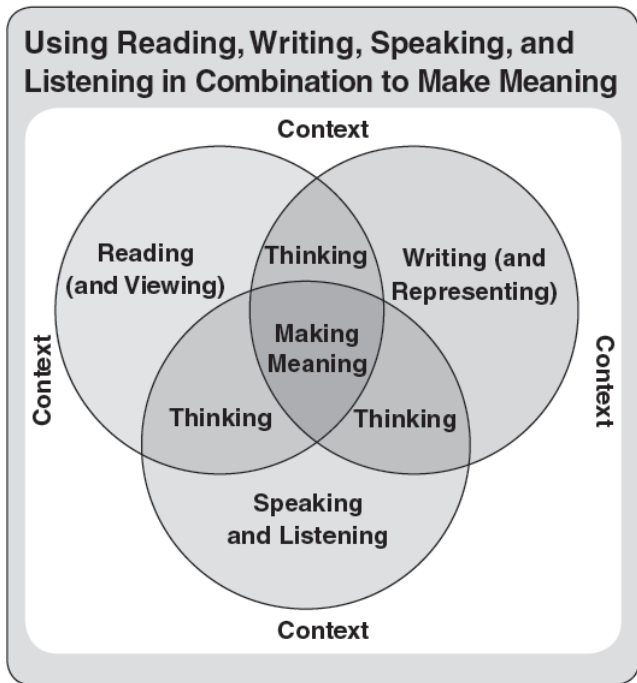 Using Reading, Writing, Speaking, and
Listening in Combination to Make Meaning
Context
Reading
(and Viewing)
Thinking
Writing (and
Representing)
Making
Meaning
Context
Context
Thinking
Thinking
Speaking
and Listening
Context